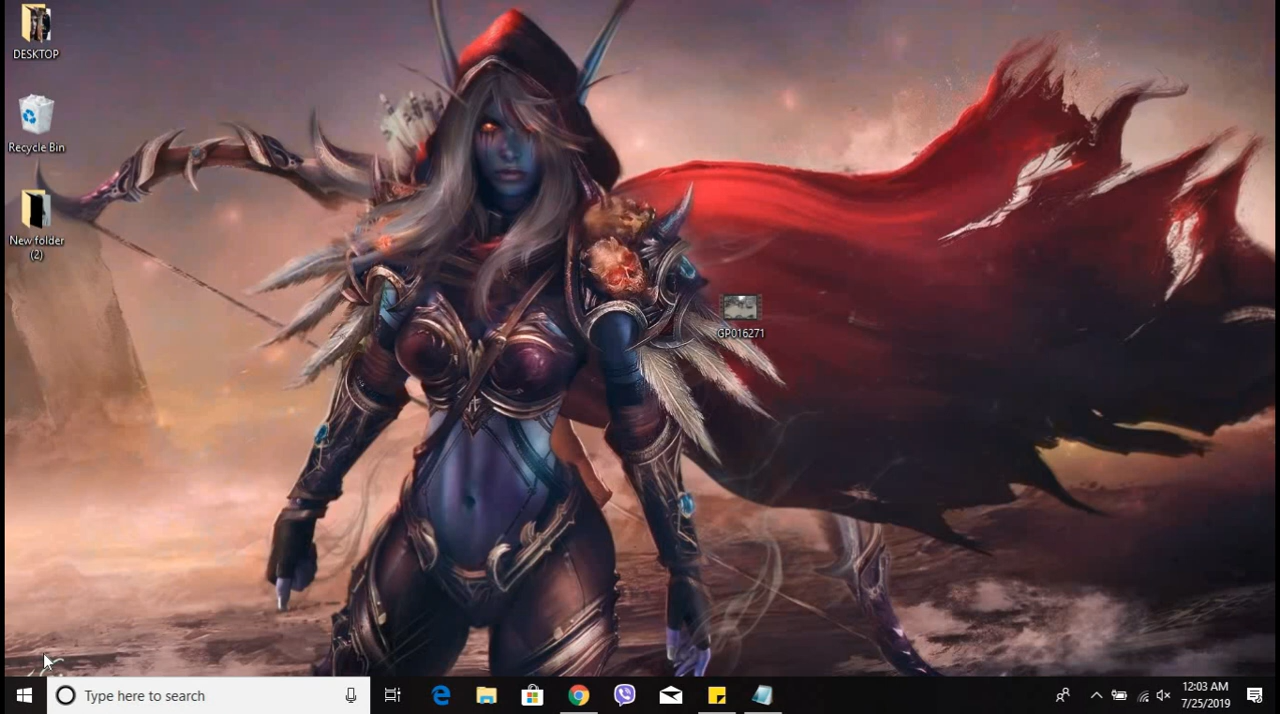 DESKTOP
Recycle Bin
New folder
(2)
GP016271
Type here to search
12:03 AM
7/25/2019